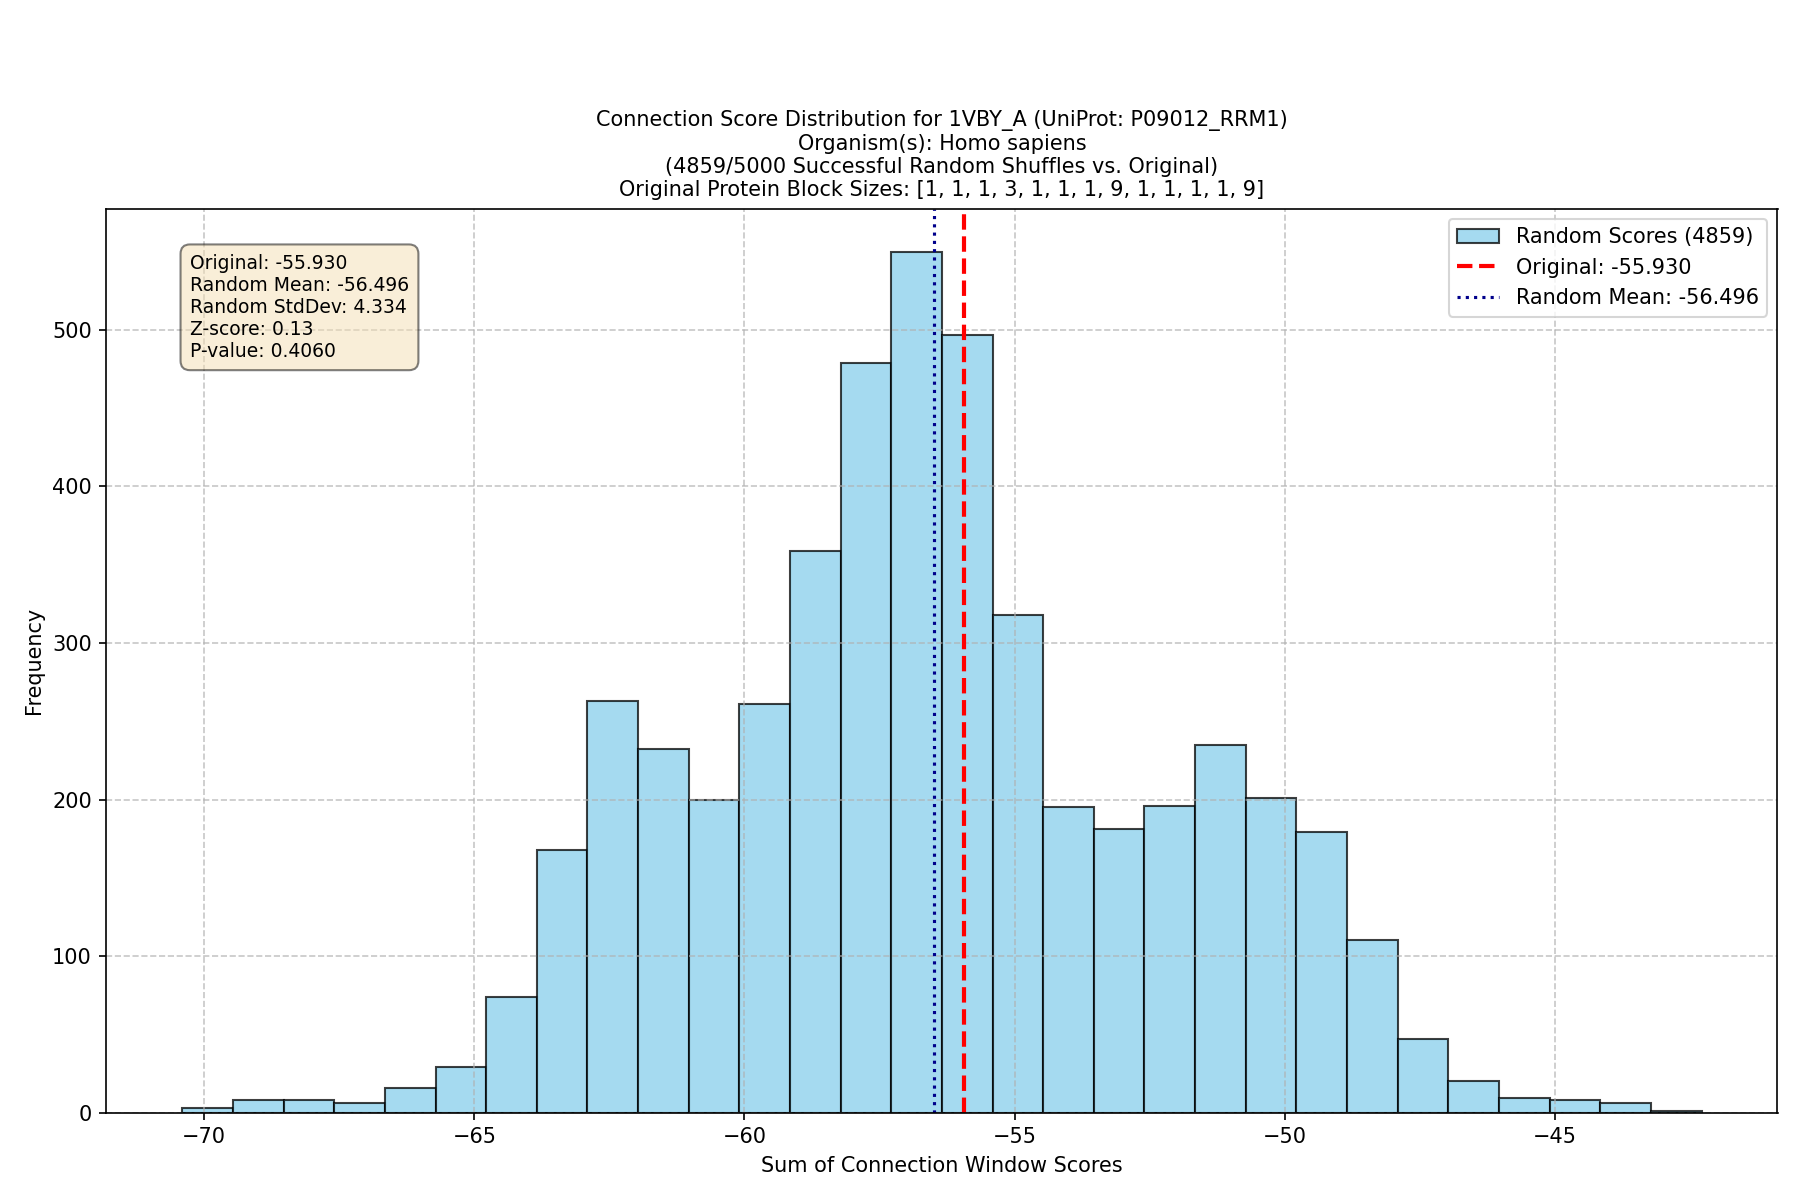 Connection Score Distribution for 1VBY_A (UniProt: P09012_RRM1)
Organism(s): Homo sapiens
(4859/5000 Successful Random Shuffles vs. Original)
Original Protein Block Sizes: [1, 1, 1, 3, 1, 1, 1, 9, 1, 1, 1, 1, 9]
Original: -55.930
Random Mean: -56.496
Random StdDev: 4.334
Z-score: 0.13
P-value: 0.4060
Random Scores (4859)
Original: -55.930
Random Mean: -56.496
Frequency
500
400
300
200
100
0
−70
−65
−60
−55
−50
−45
Sum of Connection Window Scores